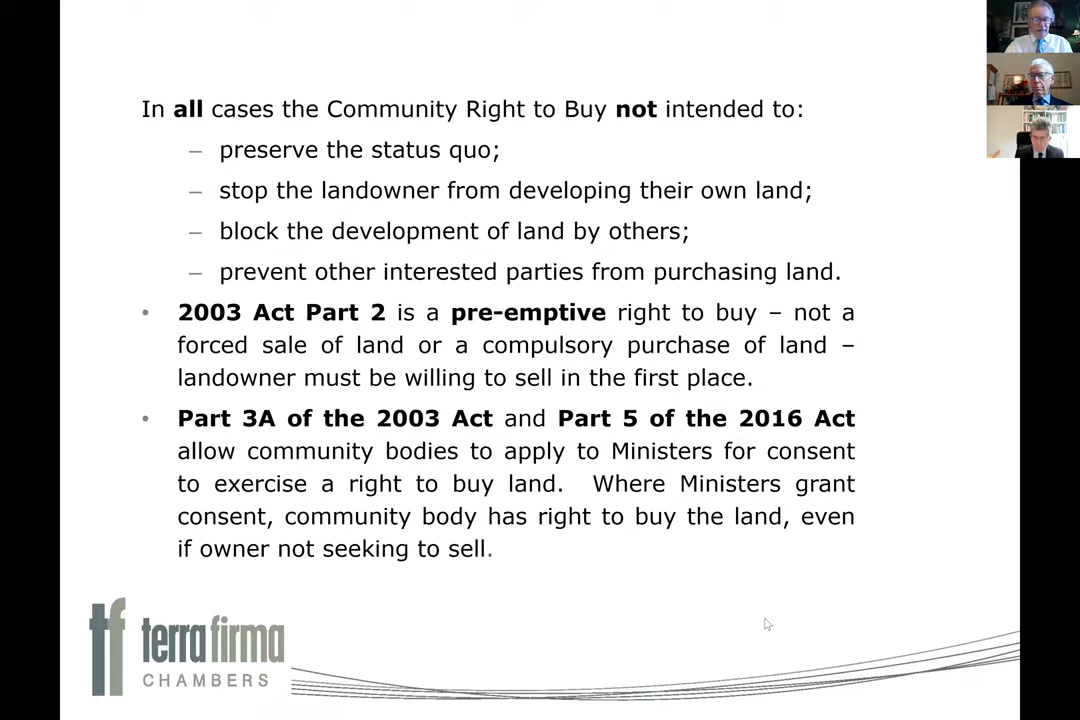 In all cases the Community Right to Buy not intended to:
– preserve the status quo;
– stop the landowner from developing their own land;
– block the development of land by others;
– prevent other interested parties from purchasing land.
• 2003 Act Part 2 is a pre-emptive right to buy – not a
forced sale of land or a compulsory purchase of land –
landowner must be willing to sell in the first place.
• Part 3A of the 2003 Act and Part 5 of the 2016 Act
allow community bodies to apply to Ministers for consent
to exercise a right to buy land. Where Ministers grant
consent, community body has right to buy the land, even
if owner not seeking to sell.
tf terra firma
CHAMBERS